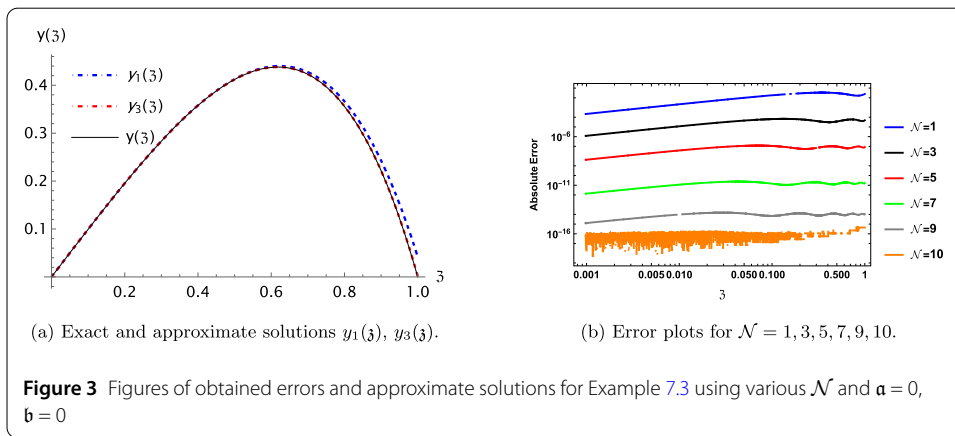 y(𝔷)
0.4
0.3
0.2
0.1
0.2 0.4 0.6 0.8 1.0 𝔷
y₁(𝔷)
y₃(𝔷)
y(𝔷)
(a) Exact and approximate solutions y₁(𝔷), y₃(𝔷).
Absolute Error
10⁻⁶
10⁻¹¹
10⁻¹⁶
0.001 0.005 0.010 0.050 0.100 0.500 1
𝔷
𝒩=1
𝒩=3
𝒩=5
𝒩=7
𝒩=9
𝒩=10
(b) Error plots for 𝒩 = 1, 3, 5, 7, 9, 10.
Figure 3 Figures of obtained errors and approximate solutions for Example 7.3 using various 𝒩 and 𝔞 = 0,
𝔟 = 0